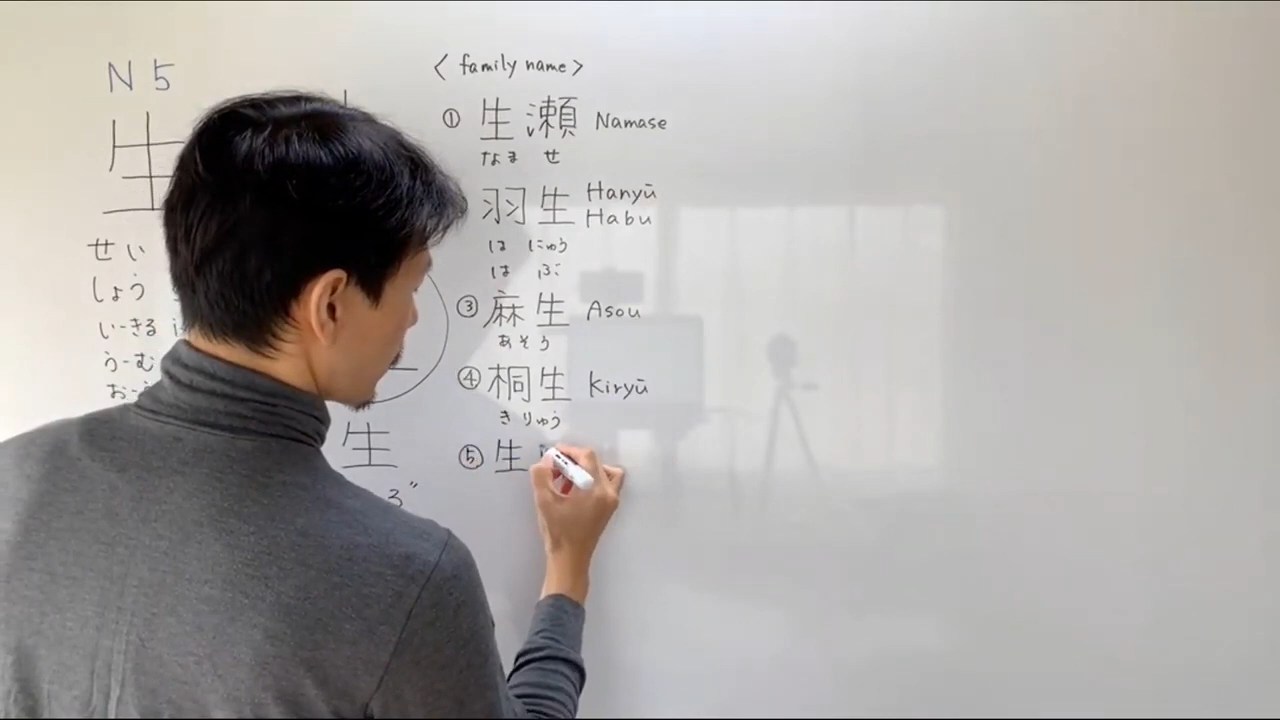 N5
生
せい
しょう
い-きる
う-む
お-
生
<family name>
① 生瀬 Namase
なま せ
羽生 Hanyū
Habu
は にゅう
は ぶ
③ 麻生 Asou
あそう
④ 桐生 Kiryū
きりゅう
⑤ 生